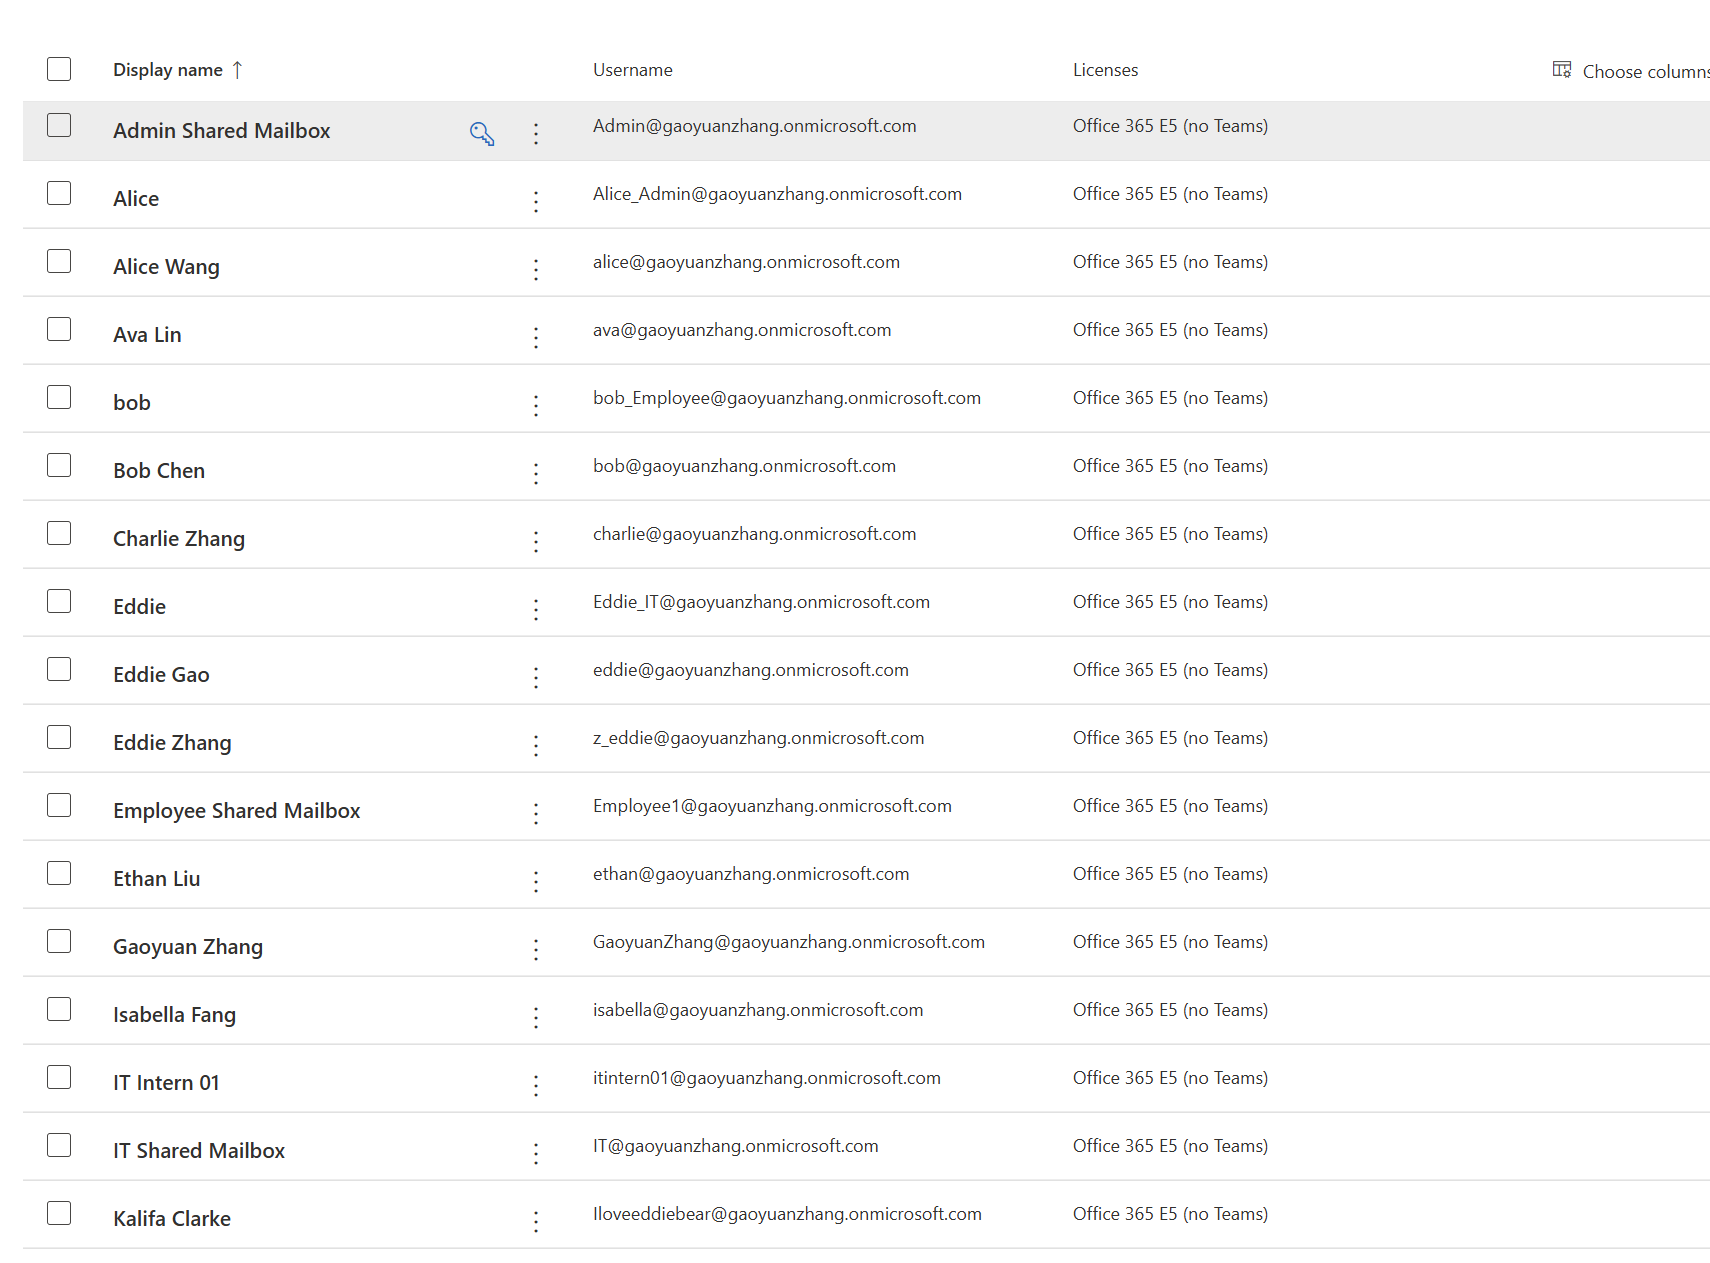 Display name ↑ Username Licenses Choose columns
Admin Shared Mailbox Admin@gaoyuanzhang.onmicrosoft.com Office 365 E5 (no Teams)
Alice Alice_Admin@gaoyuanzhang.onmicrosoft.com Office 365 E5 (no Teams)
Alice Wang alice@gaoyuanzhang.onmicrosoft.com Office 365 E5 (no Teams)
Ava Lin ava@gaoyuanzhang.onmicrosoft.com Office 365 E5 (no Teams)
bob bob_Employee@gaoyuanzhang.onmicrosoft.com Office 365 E5 (no Teams)
Bob Chen bob@gaoyuanzhang.onmicrosoft.com Office 365 E5 (no Teams)
Charlie Zhang charlie@gaoyuanzhang.onmicrosoft.com Office 365 E5 (no Teams)
Eddie Eddie_IT@gaoyuanzhang.onmicrosoft.com Office 365 E5 (no Teams)
Eddie Gao eddie@gaoyuanzhang.onmicrosoft.com Office 365 E5 (no Teams)
Eddie Zhang z_eddie@gaoyuanzhang.onmicrosoft.com Office 365 E5 (no Teams)
Employee Shared Mailbox Employee1@gaoyuanzhang.onmicrosoft.com Office 365 E5 (no Teams)
Ethan Liu ethan@gaoyuanzhang.onmicrosoft.com Office 365 E5 (no Teams)
Gaoyuan Zhang GaoyuanZhang@gaoyuanzhang.onmicrosoft.com Office 365 E5 (no Teams)
Isabella Fang isabella@gaoyuanzhang.onmicrosoft.com Office 365 E5 (no Teams)
IT Intern 01 itintern01@gaoyuanzhang.onmicrosoft.com Office 365 E5 (no Teams)
IT Shared Mailbox IT@gaoyuanzhang.onmicrosoft.com Office 365 E5 (no Teams)
Kalifa Clarke Iloveeddiebear@gaoyuanzhang.onmicrosoft.com Office 365 E5 (no Teams)